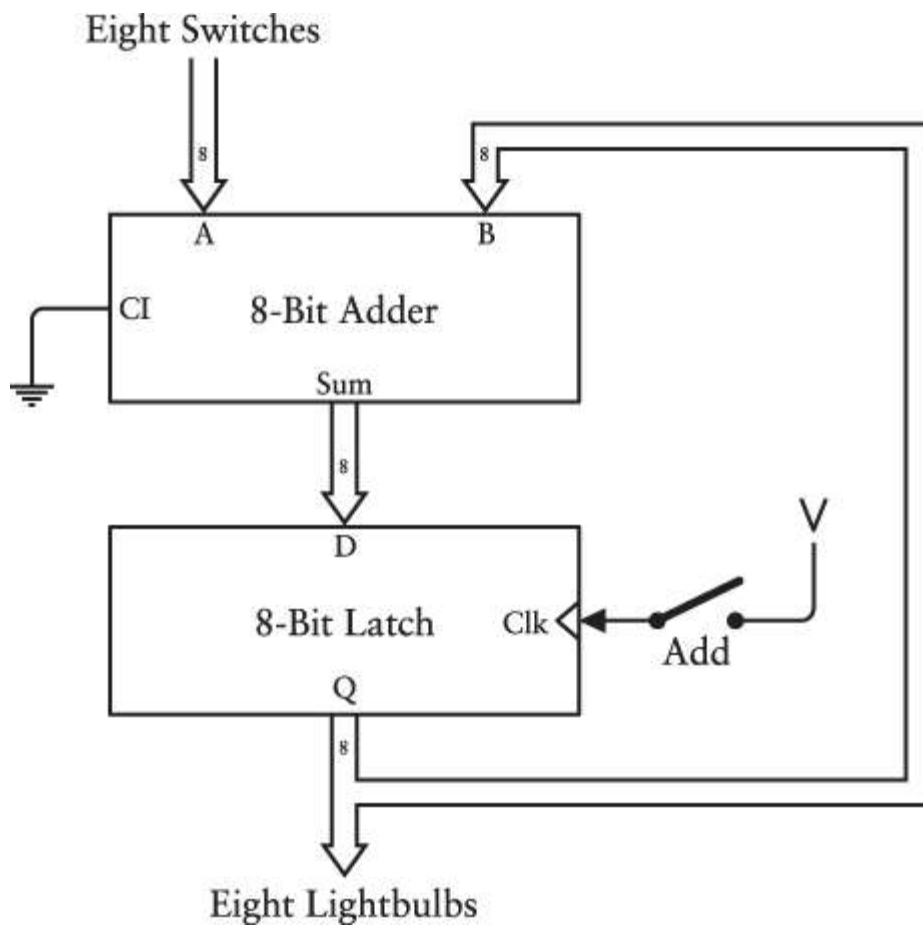 Eight Switches
8
8
A
B
CI
8-Bit Adder
Sum
8
D
V
8-Bit Latch
Clk
Add
Q
8
Eight Lightbulbs